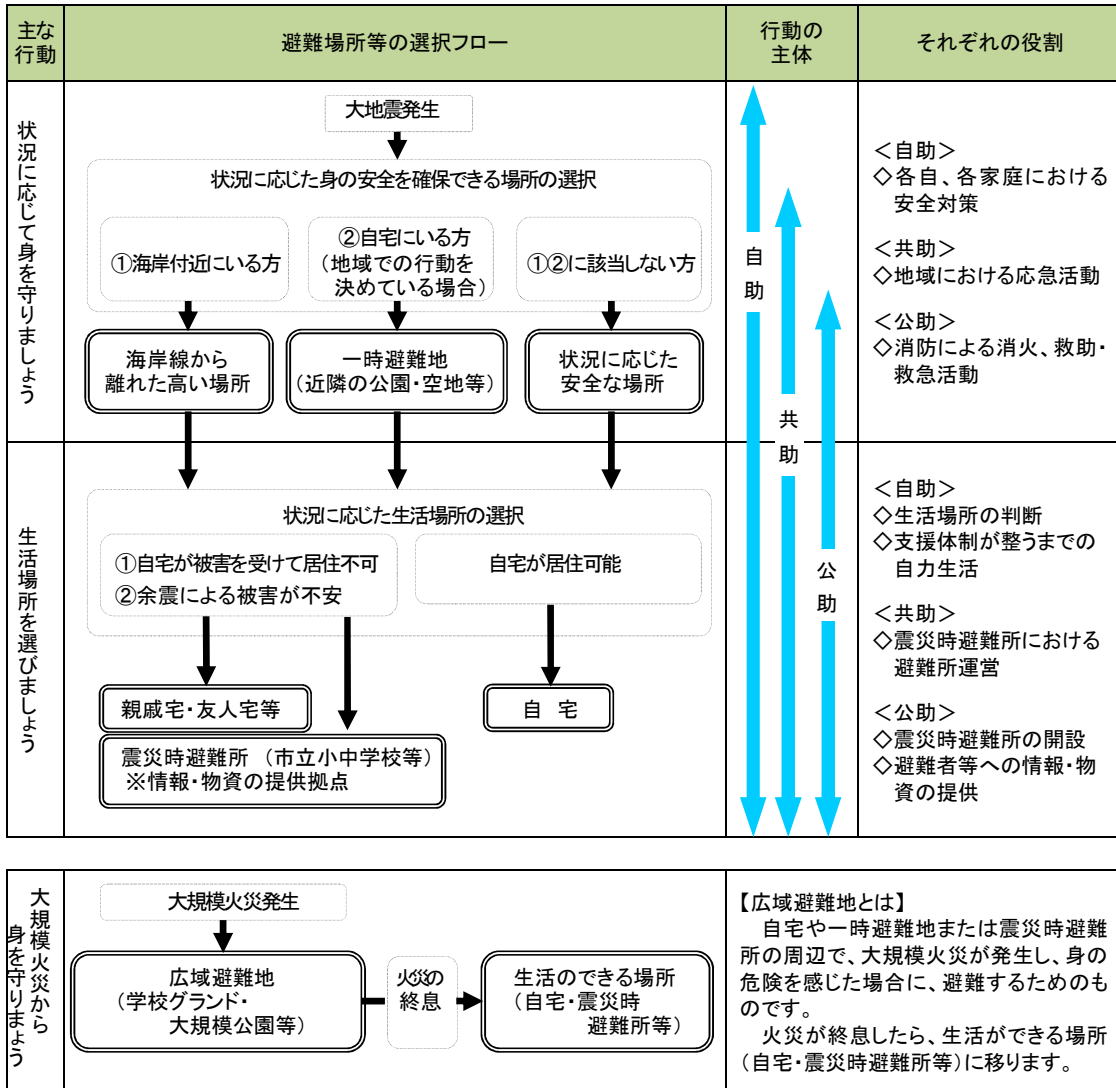 主な
行動
避難場所等の選択フロー
行動の
主体
それぞれの役割
状況に応じて身を守りましょう
大地震発生
状況に応じた身の安全を確保できる場所の選択
①海岸付近にいる方
②自宅にいる方
(地域での行動を
決めている場合)
①②に該当しない方
海岸線から
離れた高い場所
一時避難地
(近隣の公園・空地等)
状況に応じた
安全な場所
自助
共助
公助
<自助>
◇各自、各家庭における
安全対策
<共助>
◇地域における応急活動
<公助>
◇消防による消火、救助・
救急活動
生活場所を選びましょう
状況に応じた生活場所の選択
①自宅が被害を受けて居住不可
②余震による被害が不安
自宅が居住可能
親戚宅・友人宅等
自 宅
震災時避難所 (市立小中学校等)
※情報・物資の提供拠点
<自助>
◇生活場所の判断
◇支援体制が整うまでの
自力生活
<共助>
◇震災時避難所における
避難所運営
<公助>
◇震災時避難所の開設
◇避難者等への情報・物
資の提供
大規模火災から
身を守りまょう
大規模火災発生
広域避難地
(学校グランド・
大規模公園等)
火災の
終息
生活のできる場所
(自宅・震災時
避難所等)
【広域避難地とは】
自宅や一時避難地または震災時避難
所の周辺で、大規模火災が発生し、身の
危険を感じた場合に、避難するためのも
のです。
火災が終息したら、生活ができる場所
(自宅・震災時避難所等)に移ります。